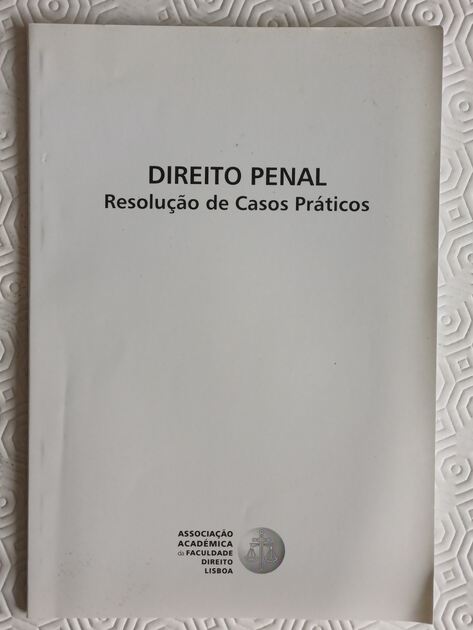 DIREITO PENAL
Resolução de Casos Práticos
ASSOCIAÇÃO
ACADÉMICA
da FACULDADE
DIREITO
LISBOA